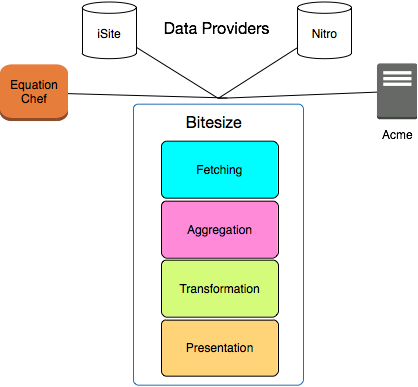 Data Providers
iSite
Nitro
Equation
Chef
Acme
Bitesize
Fetching
Aggregation
Transformation
Presentation